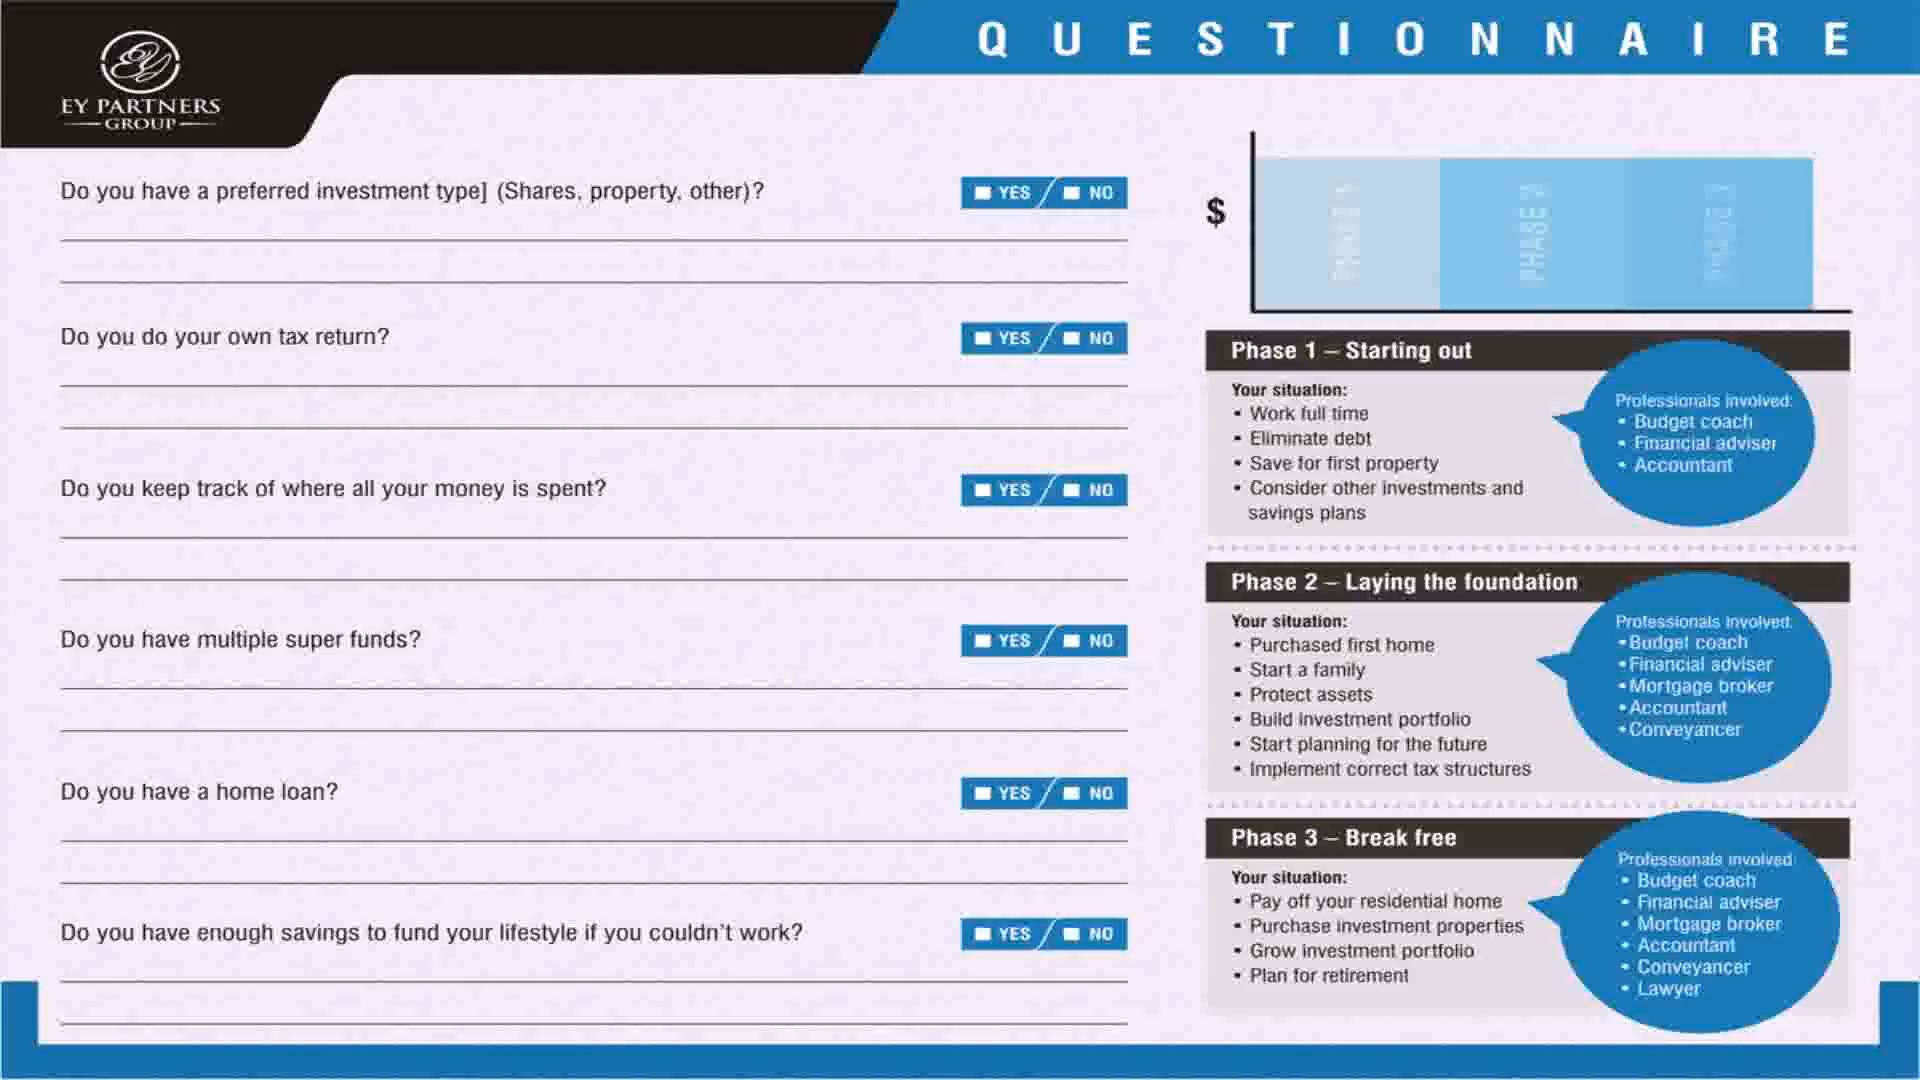 EY PARTNERS
GROUP
QUESTIONNAIRE
Do you have a preferred investment type] (Shares, property, other)?
YES / NO
Do you do your own tax return?
YES / NO
Do you keep track of where all your money is spent?
YES / NO
Do you have multiple super funds?
YES / NO
Do you have a home loan?
YES / NO
Do you have enough savings to fund your lifestyle if you couldn't work?
YES / NO
$
PHASE
PHASE 2
PHASE
Phase 1 – Starting out
Your situation:
• Work full time
• Eliminate debt
• Save for first property
• Consider other investments and
savings plans
Professionals involved:
• Budget coach
• Financial adviser
• Accountant
Phase 2 – Laying the foundation
Your situation:
• Purchased first home
• Start a family
• Protect assets
• Build investment portfolio
• Start planning for the future
• Implement correct tax structures
Professionals involved:
• Budget coach
• Financial adviser
• Mortgage broker
• Accountant
• Conveyancer
Phase 3 – Break free
Your situation:
• Pay off your residential home
• Purchase investment properties
• Grow investment portfolio
• Plan for retirement
Professionals involved:
• Budget coach
• Financial adviser
• Mortgage broker
• Accountant
• Conveyancer
• Lawyer